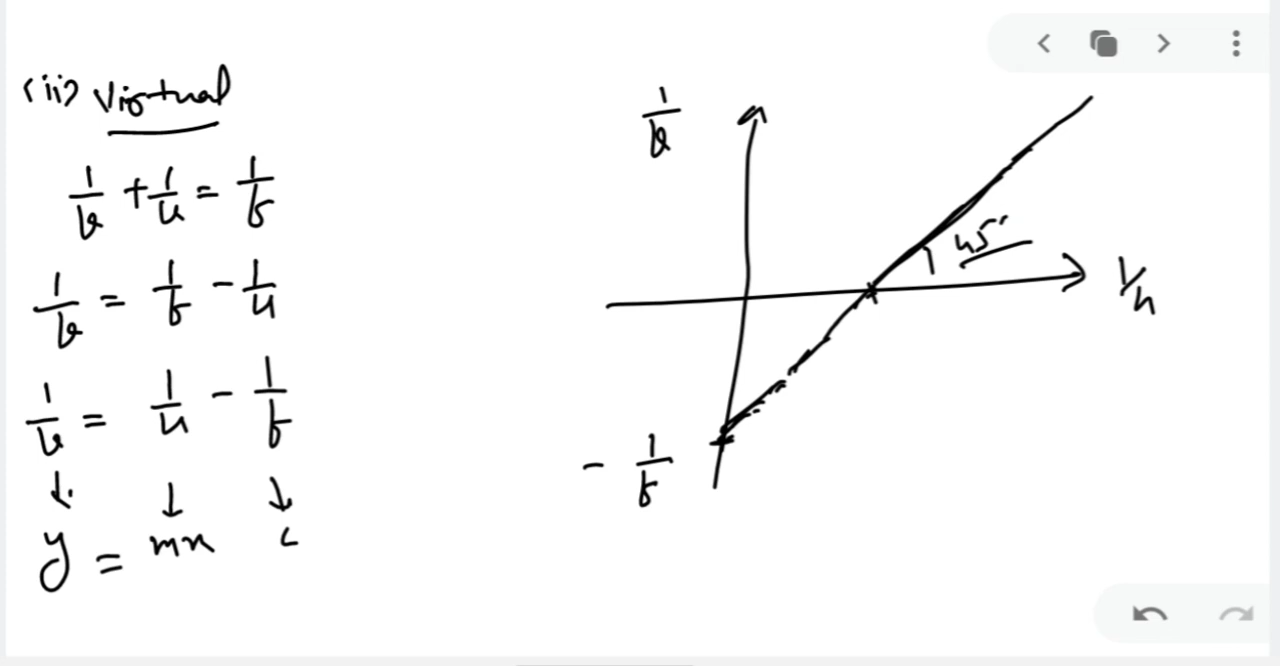 (ii) Virtual
1/v + 1/u = 1/f
1/v = 1/f - 1/u
1/v = 1/u - 1/f
↓ ↓ ↓
y = mx c
1/v
45°
1/u
- 1/f